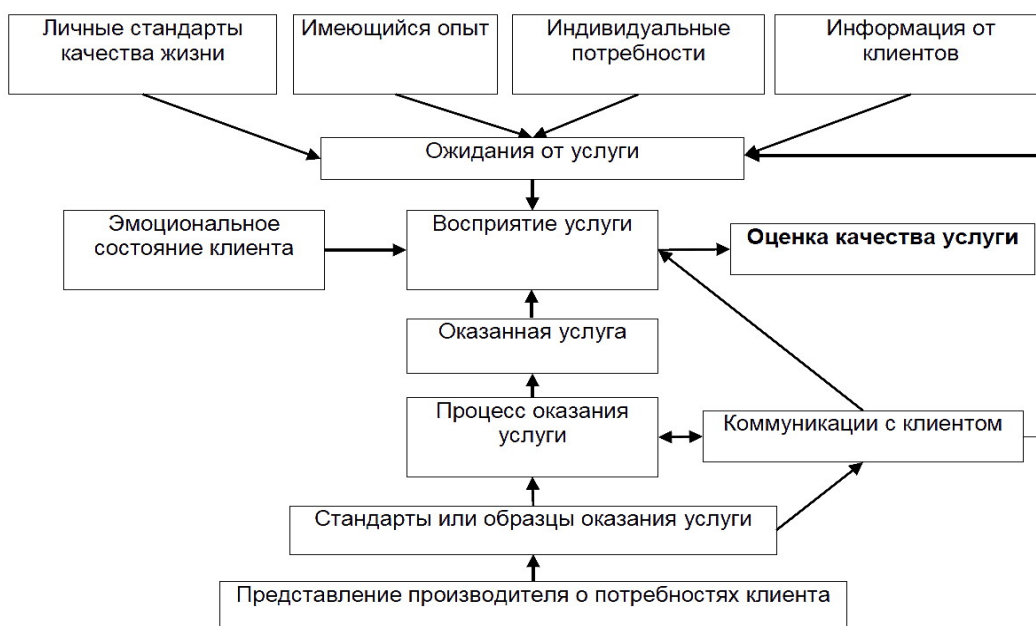 Личные стандарты
качества жизни
Имеющийся опыт
Индивидуальные
потребности
Информация от
клиентов
Ожидания от услуги
Эмоциональное
состояние клиента
Восприятие услуги
Оценка качества услуги
Оказанная услуга
Процесс оказания
услуги
Коммуникации с клиентом
Стандарты или образцы оказания услуги
Представление производителя о потребностях клиента